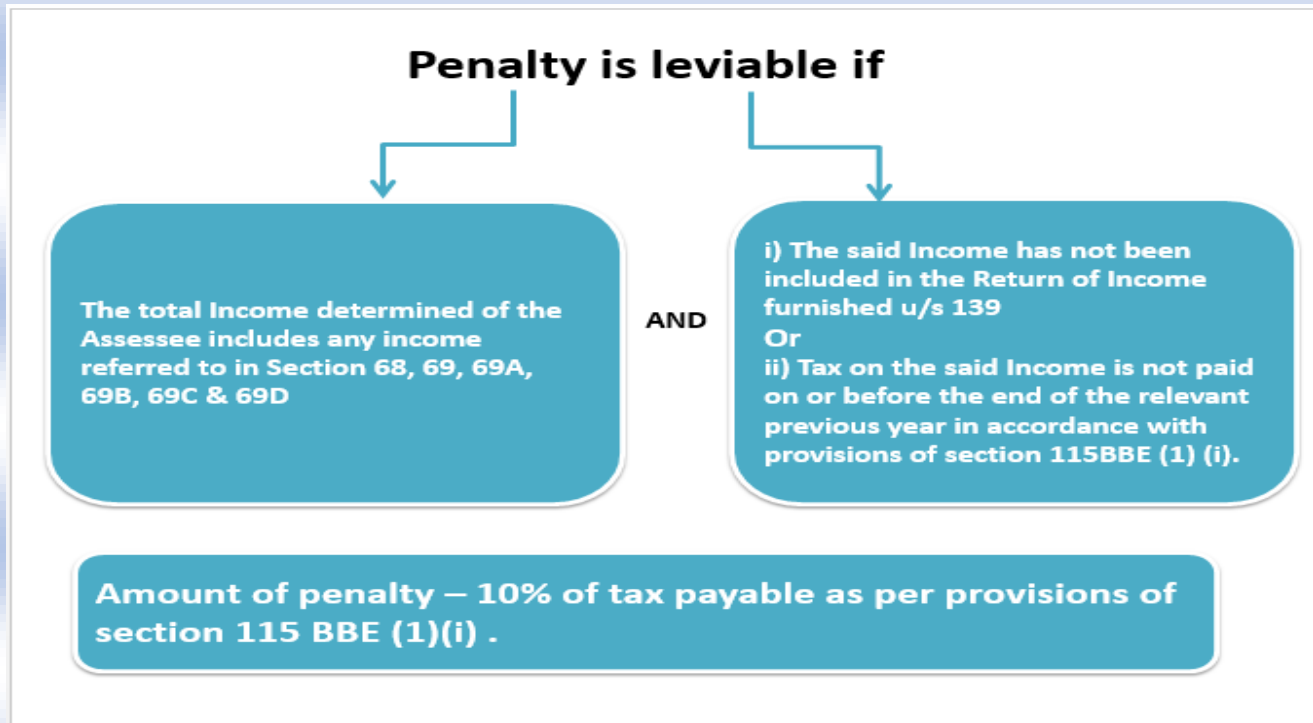 Penalty is leviable if
The total Income determined of the
Assessee includes any income
referred to in Section 68, 69, 69A,
69B, 69C & 69D
AND
i) The said Income has not been
included in the Return of Income
furnished u/s 139
Or
ii) Tax on the said Income is not paid
on or before the end of the relevant
previous year in accordance with
provisions of section 115BBE (1) (i).
Amount of penalty – 10% of tax payable as per provisions of
section 115 BBE (1)(i) .